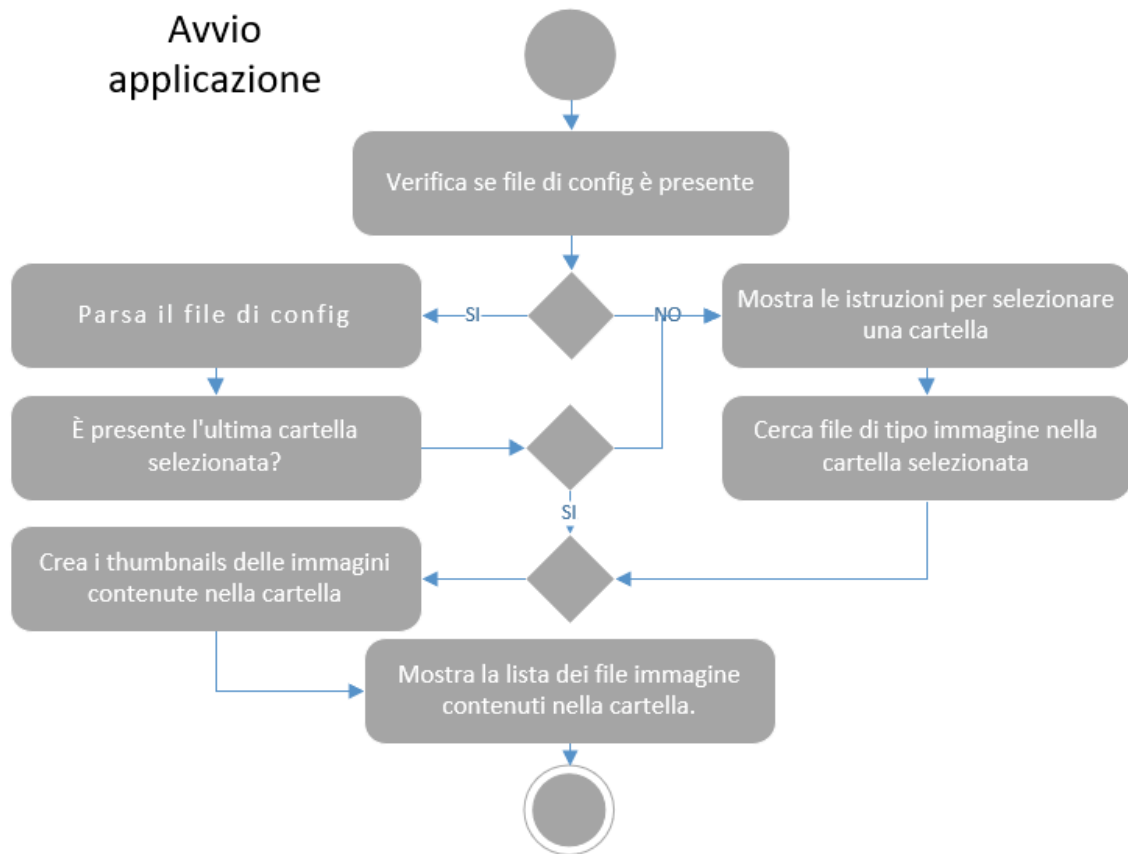 Avvio
applicazione
Verifica se file di config è presente
Parsa il file di config
SI
NO
Mostra le istruzioni per selezionare
una cartella
È presente l'ultima cartella
selezionata?
Cerca file di tipo immagine nella
cartella selezionata
SI
Crea i thumbnails delle immagini
contenute nella cartella
Mostra la lista dei file immagine
contenuti nella cartella.